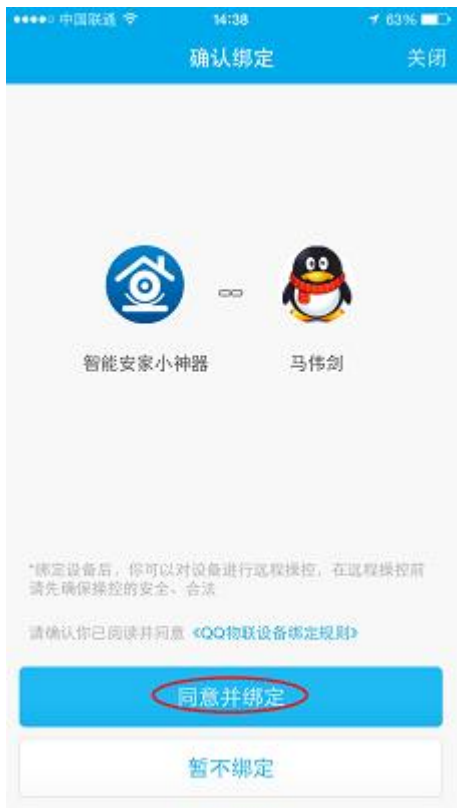 中国联通 14:38 63%
确认绑定 关闭
智能安家小神器 马伟剑
*绑定设备后，你可以对设备进行远程操控，在远程操控前
请先确保操控的安全、合法
请确认你已阅读并同意《QQ物联设备绑定规则》
同意并绑定
暂不绑定